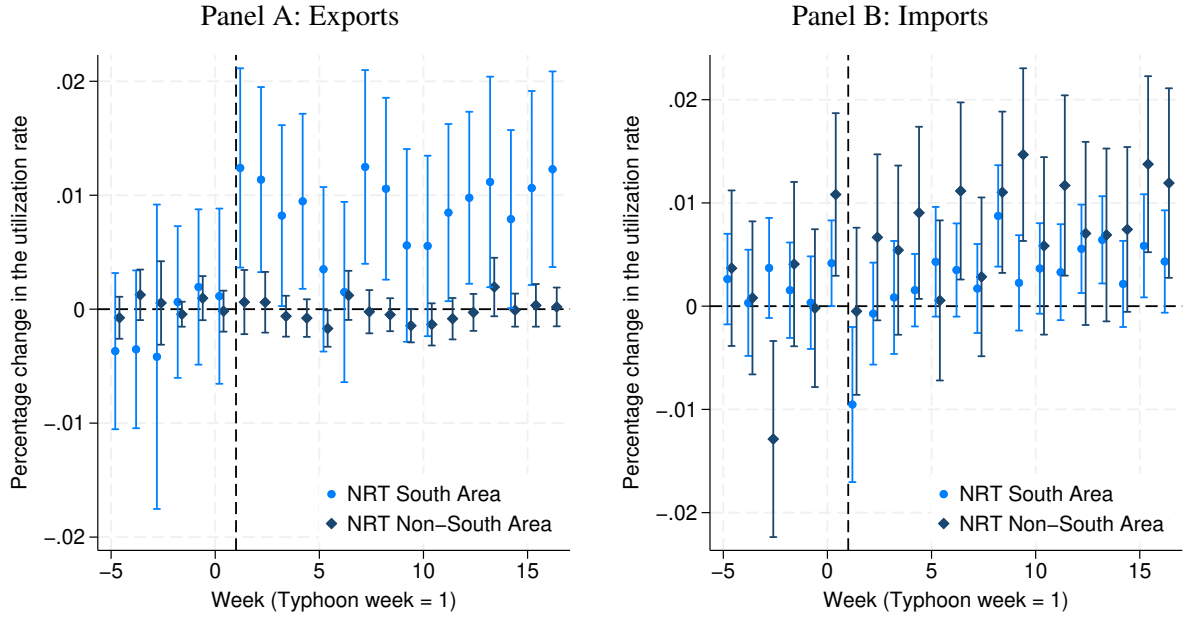 Panel A: Exports
Percentage change in the utilization rate
.02
.01
0
−.01
−.02
−5
0
5
10
15
Week (Typhoon week = 1)
NRT South Area
NRT Non−South Area
Panel B: Imports
Percentage change in the utilization rate
.02
.01
0
−.01
−.02
−5
0
5
10
15
Week (Typhoon week = 1)
NRT South Area
NRT Non−South Area